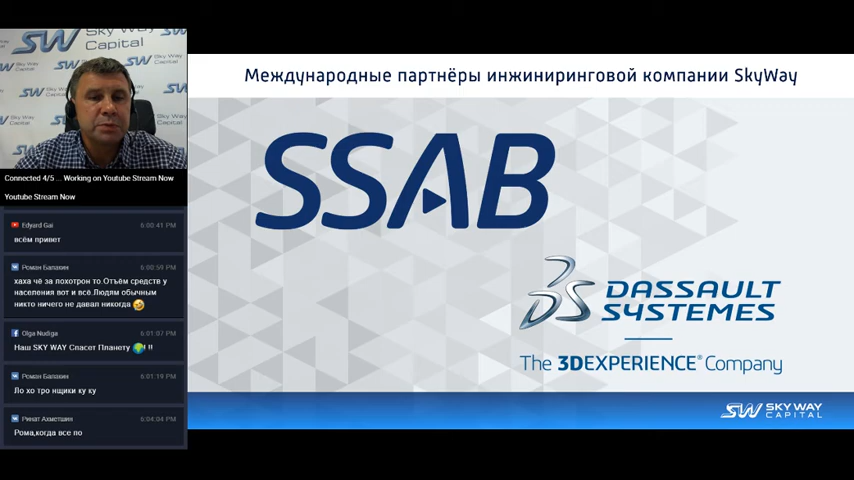 Sky Way
Capital
Connected 4/5 ... Working on Youtube Stream Now
Youtube Stream Now
Edyard Gai 6:00:41 PM
всём привет
Роман Балахин 6:00:59 PM
хаха чё за лохотрон то.Отъём средств у
населения вот и всё.Людям обычным
никто ничего не давал никогда 🤣
Olga Nudiga 6:01:07 PM
Наш SKY WAY Спасет Планету 🌍! !!
Роман Балахин 6:01:19 PM
Ло хо тро нщики ку ку
Ринат Ахметшин 6:04:04 PM
Рома,когда все по
Международные партнёры инжиниринговой компании SkyWay
SSAB
DASSAULT
SYSTEMES
The 3DEXPERIENCE® Company
SW SKY WAY
CAPITAL